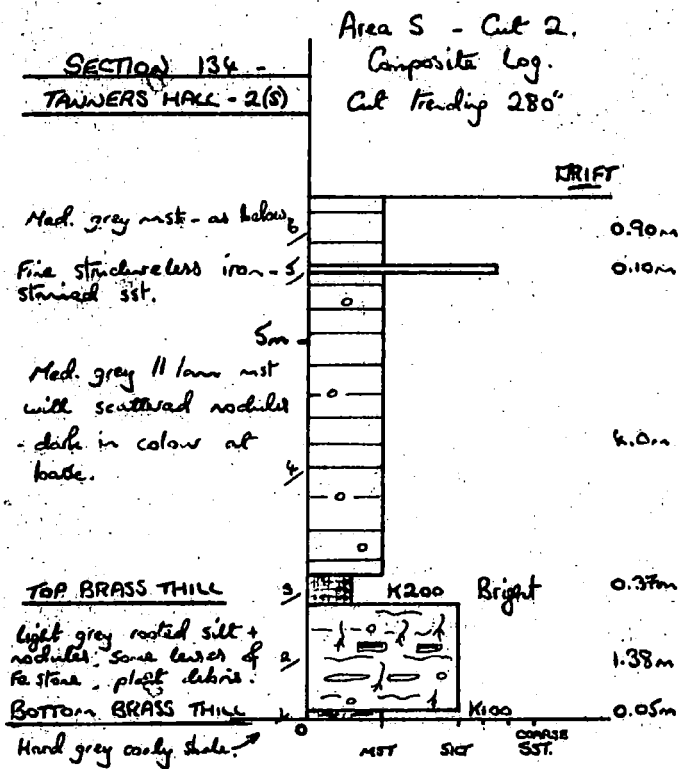 Area S - Cut 2.
Composite Log.
Cut trending 280°
SECTION 134 -
TANNERS HALL - 2(S)
DRIFT
Med. grey mst - as below
6
0.90m
Fine structureless iron-
stained sst.
5
0.10m
5m
Med. grey // lam mst
with scattered nodules
- dark in colour at
base.
4
4.0m
TOP BRASS THILL
3
K200
Bright
0.37m
light grey rooted silt +
nodules, some lenses of
Fe stone, plant debris.
2
1.38m
BOTTOM BRASS THILL
1
K100
0.05m
Hard grey coaly shale.
0
MST
SILT
COARSE
SST.